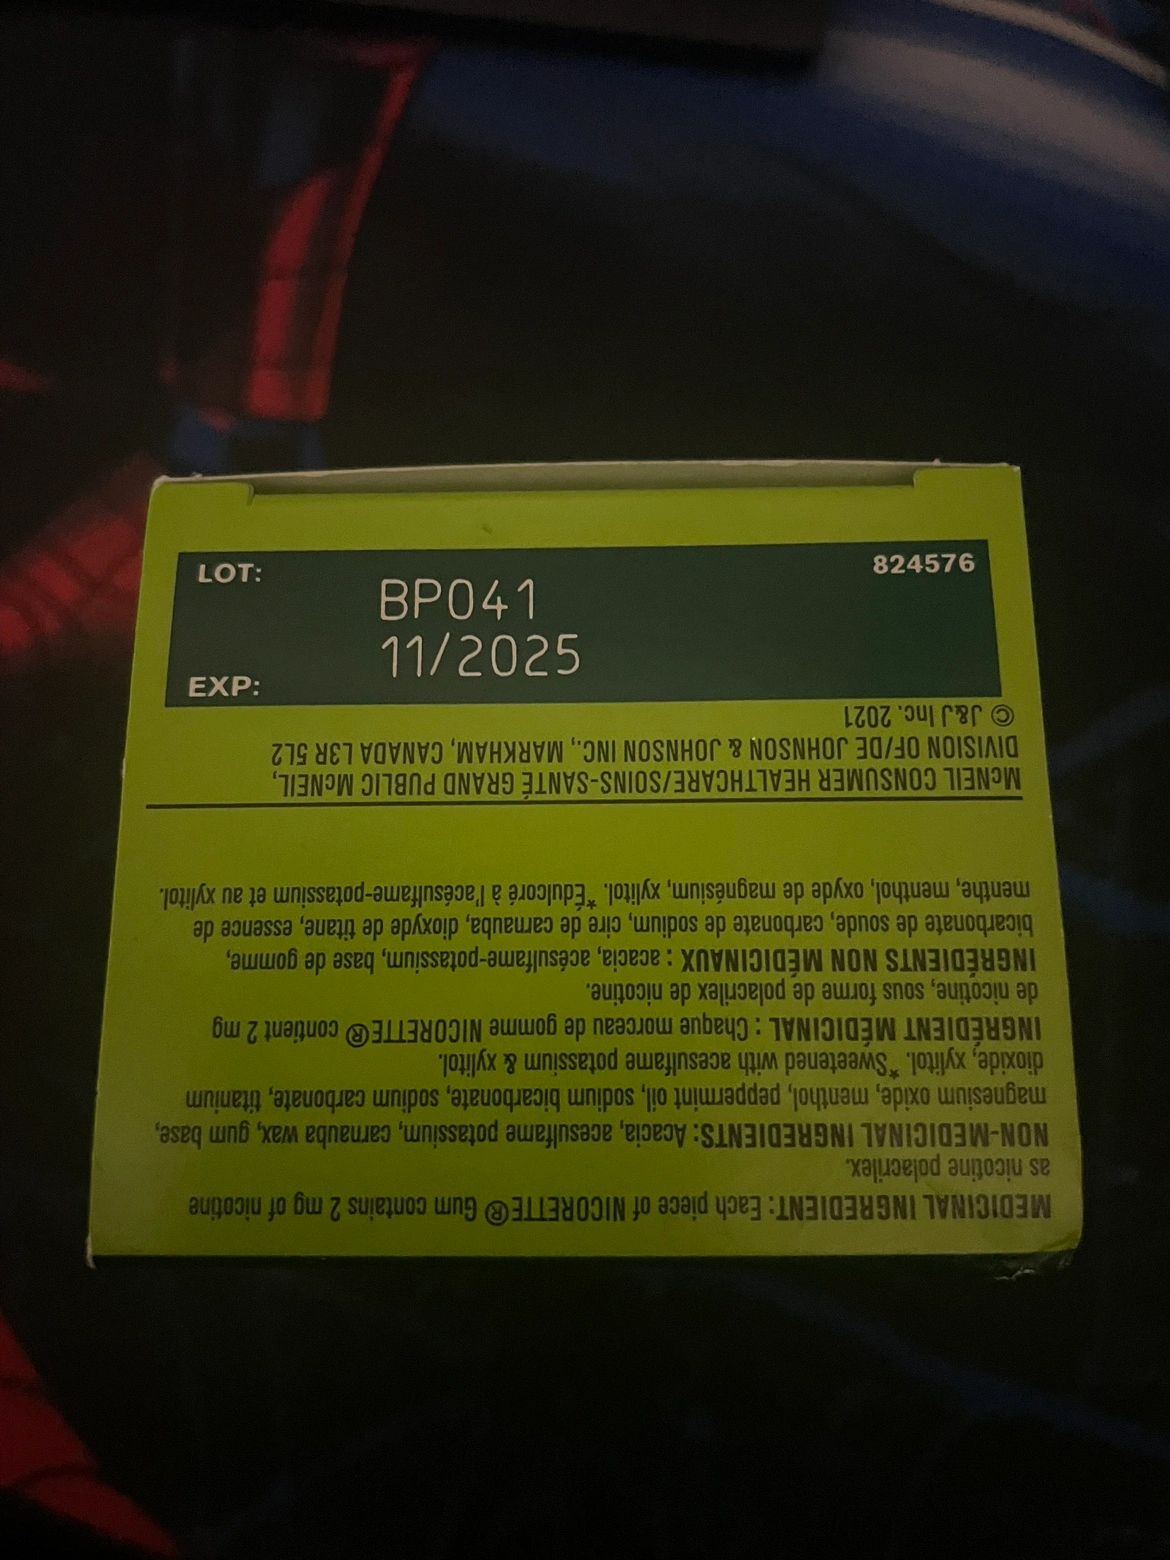 LOT:
824576
BP041
11/2025
EXP:
MEDICINAL INGREDIENT: Each piece of NICORETTE® Gum contains 2 mg of nicotine
as nicotine polacrilex.
NON-MEDICINAL INGREDIENTS: Acacia, acesulfame potassium, carnauba wax, gum base,
magnesium oxide, menthol, peppermint oil, sodium bicarbonate, sodium carbonate, titanium
dioxide, xylitol. *Sweetened with acesulfame potassium & xylitol.
INGRÉDIENT MÉDICINAL : Chaque morceau de gomme NICORETTE® contient 2 mg
de nicotine, sous forme de polacrilex de nicotine.
INGRÉDIENTS NON MÉDICINAUX : acacia, acésulfame-potassium, base de gomme,
bicarbonate de soude, carbonate de sodium, cire de carnauba, dioxyde de titane, essence de
menthe, menthol, oxyde de magnésium, xylitol. *Édulcoré à l'acésulfame-potassium et au xylitol.
McNEIL CONSUMER HEALTHCARE/SOINS-SANTÉ GRAND PUBLIC McNEIL,
DIVISION OF/DE JOHNSON & JOHNSON INC., MARKHAM, CANADA L3R 5L2
© J&J Inc. 2021